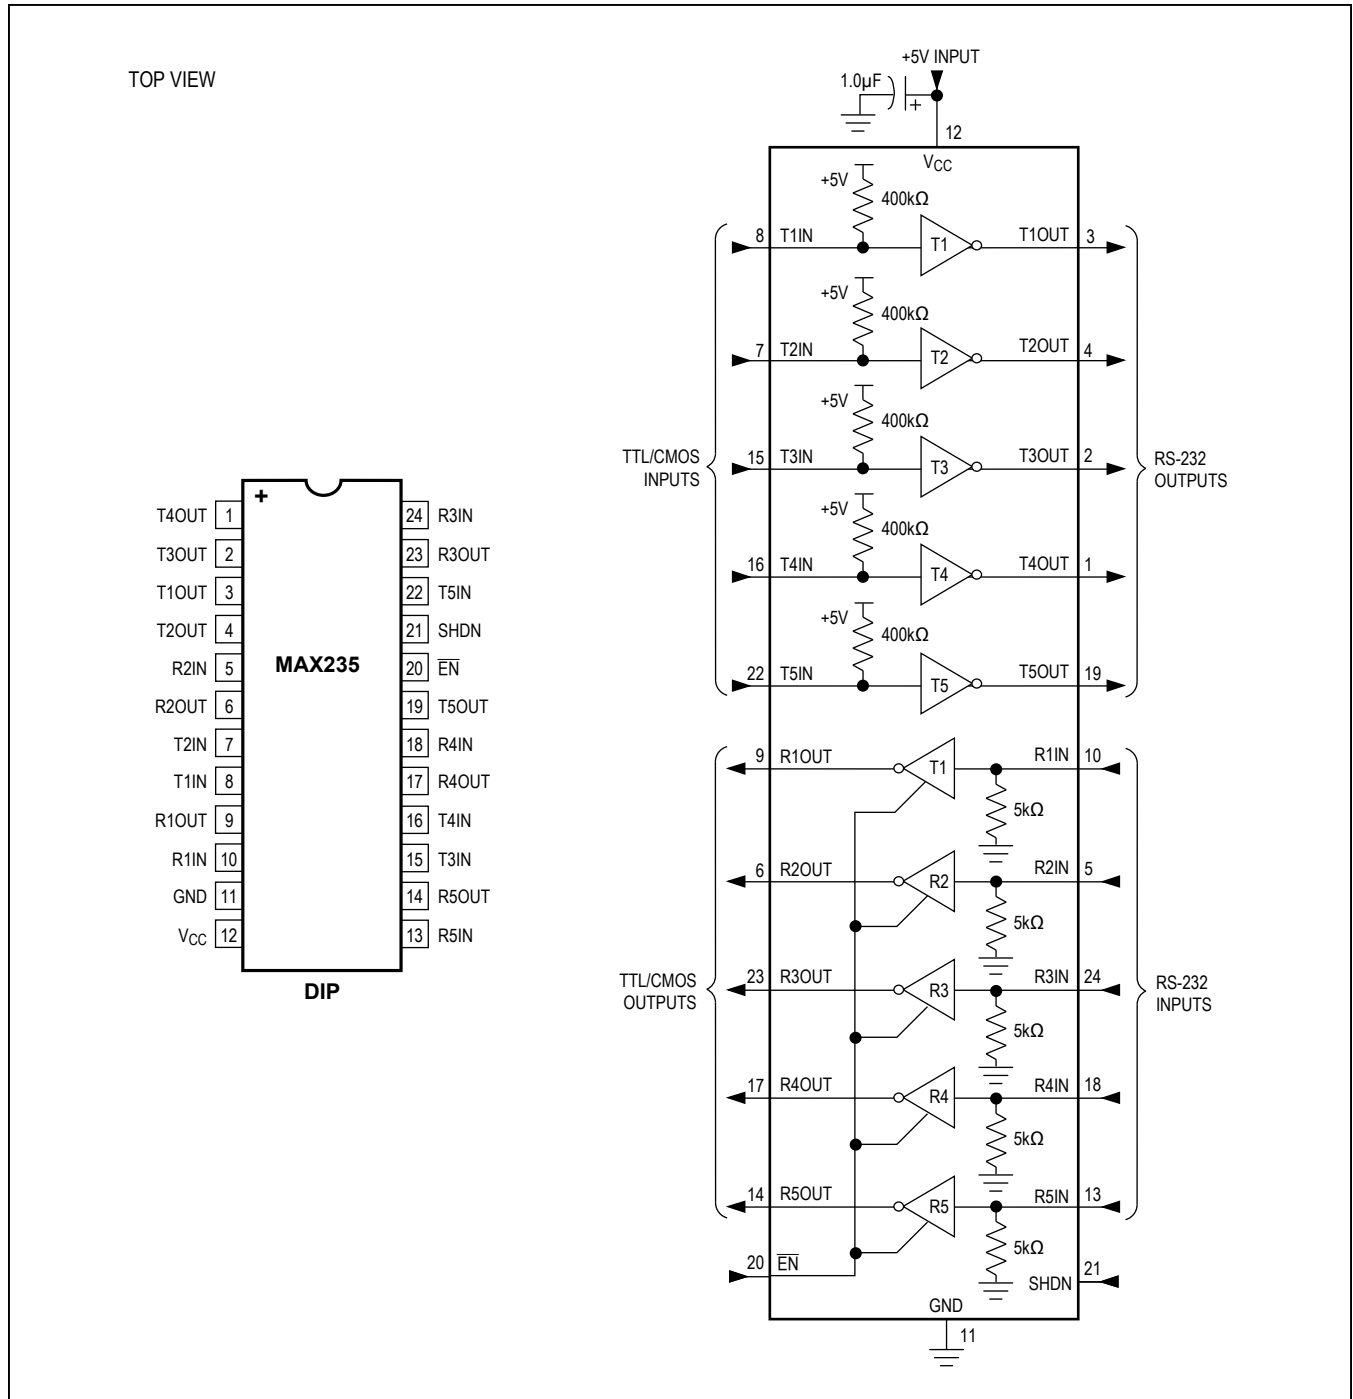 TOP VIEW
+
T4OUT 1
T3OUT 2
T1OUT 3
T2OUT 4
R2IN 5
R2OUT 6
T2IN 7
T1IN 8
R1OUT 9
R1IN 10
GND 11
VCC 12
MAX235
24 R3IN
23 R3OUT
22 T5IN
21 SHDN
20 E̅N̅
19 T5OUT
18 R4IN
17 R4OUT
16 T4IN
15 T3IN
14 R5OUT
13 R5IN
DIP
+5V INPUT
1.0µF
+
12
VCC
+5V
400kΩ
8 T1IN T1 T1OUT 3
+5V
400kΩ
7 T2IN T2 T2OUT 4
+5V
400kΩ
15 T3IN T3 T3OUT 2
+5V
400kΩ
16 T4IN T4 T4OUT 1
+5V
400kΩ
22 T5IN T5 T5OUT 19
TTL/CMOS
INPUTS
RS-232
OUTPUTS
9 R1OUT T1 R1IN 10
5kΩ
6 R2OUT R2 R2IN 5
5kΩ
23 R3OUT R3 R3IN 24
5kΩ
17 R4OUT R4 R4IN 18
5kΩ
14 R5OUT R5 R5IN 13
5kΩ
TTL/CMOS
OUTPUTS
RS-232
INPUTS
20 E̅N̅
SHDN 21
GND
11